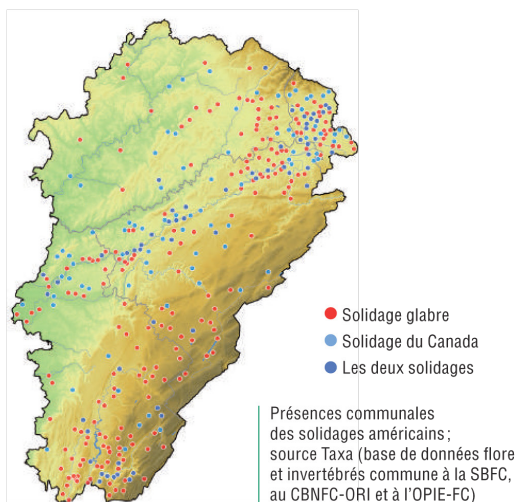 Solidage glabre
Solidage du Canada
Les deux solidages
Présences communales
des solidages américains ;
source Taxa (base de données flore
et invertébrés commune à la SBFC,
au CBNFC-ORI et à l'OPIE-FC)